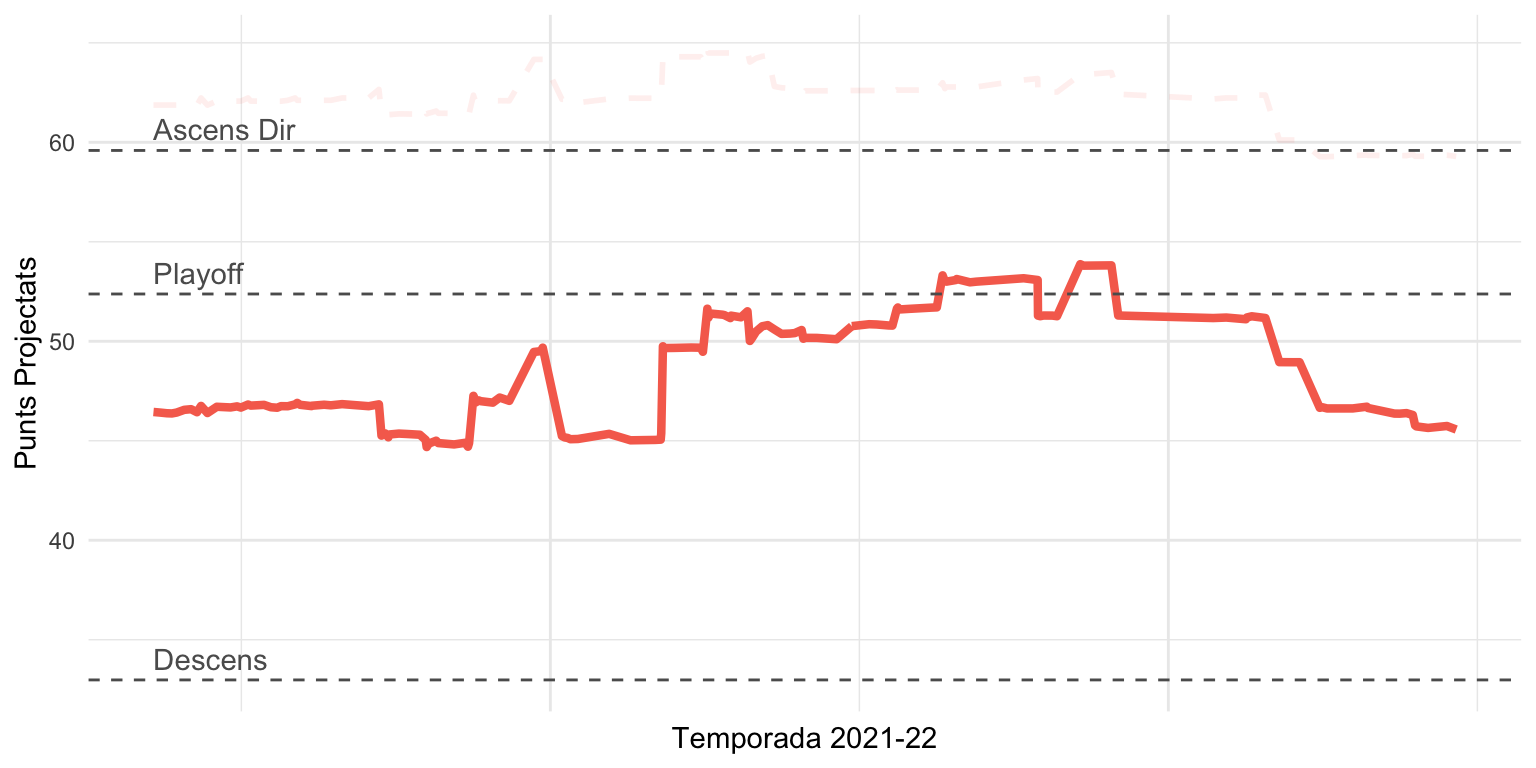 Ascens Dir
60
Playoff
50
40
Descens
Punts Projectats
Temporada 2021-22